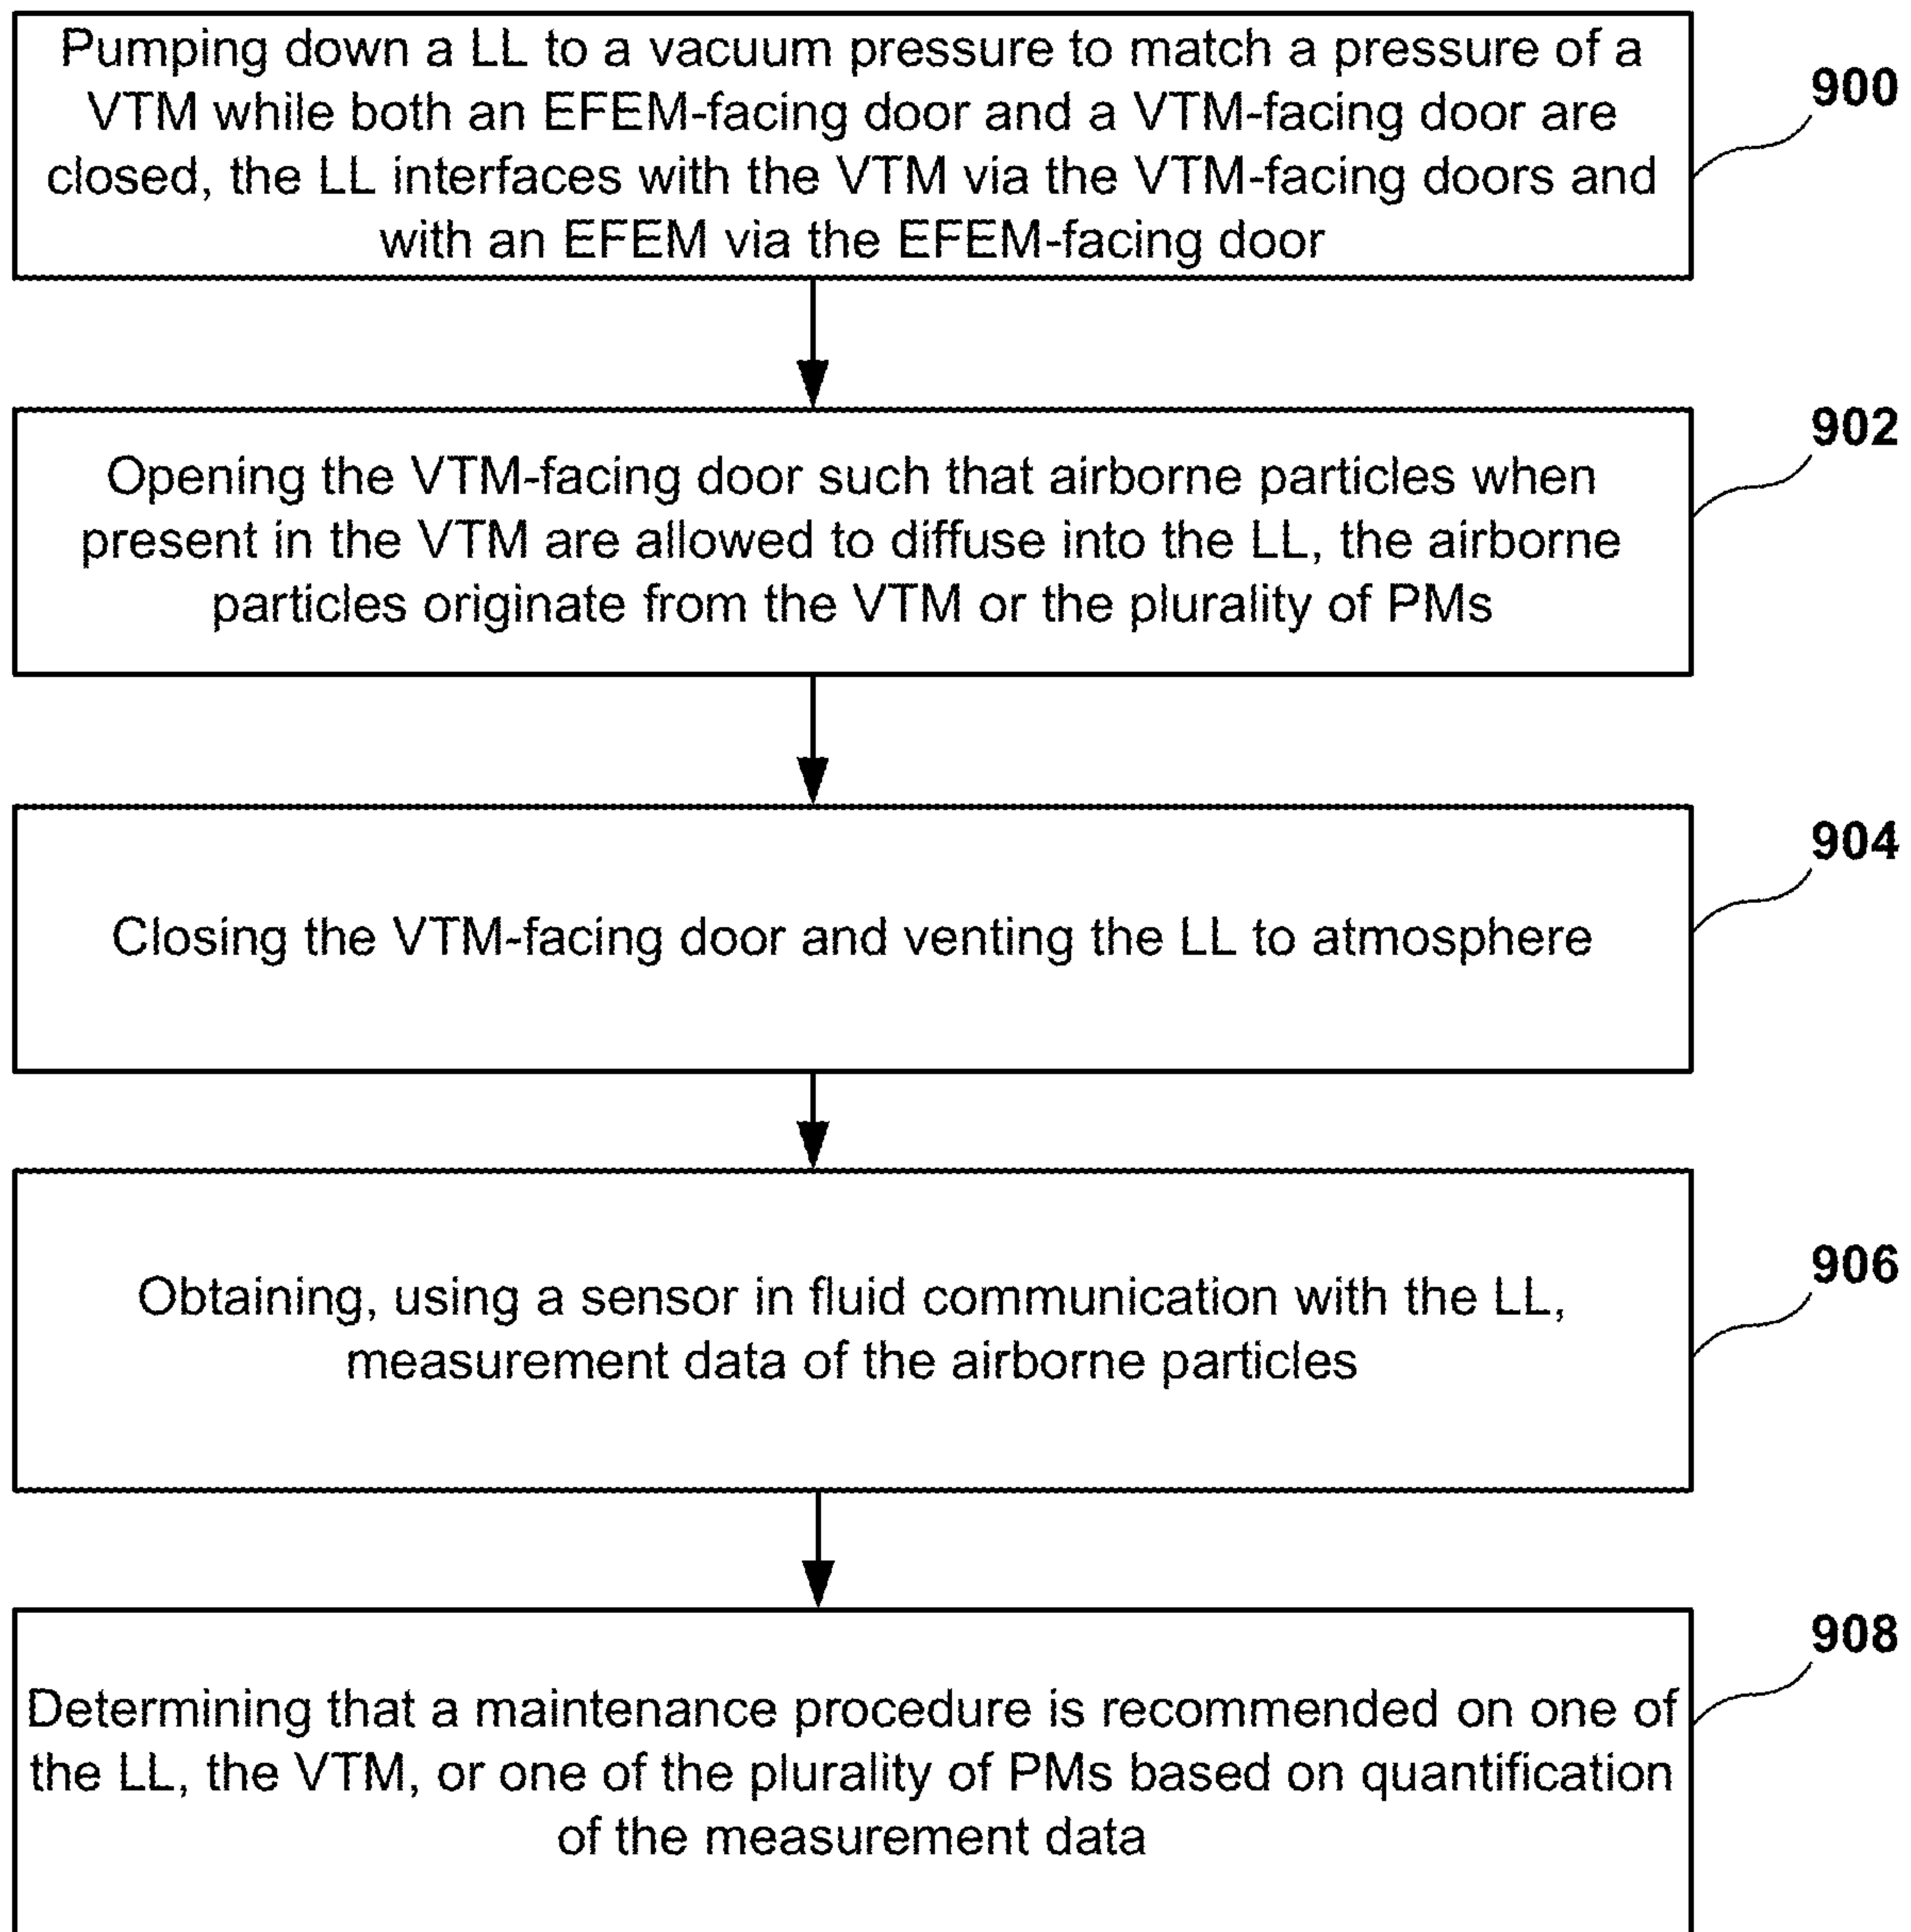 Pumping down a LL to a vacuum pressure to match a pressure of a
VTM while both an EFEM-facing door and a VTM-facing door are
closed, the LL interfaces with the VTM via the VTM-facing doors and
with an EFEM via the EFEM-facing door
900
Opening the VTM-facing door such that airborne particles when
present in the VTM are allowed to diffuse into the LL, the airborne
particles originate from the VTM or the plurality of PMs
902
Closing the VTM-facing door and venting the LL to atmosphere
904
Obtaining, using a sensor in fluid communication with the LL,
measurement data of the airborne particles
906
Determining that a maintenance procedure is recommended on one of
the LL, the VTM, or one of the plurality of PMs based on quantification
of the measurement data
908